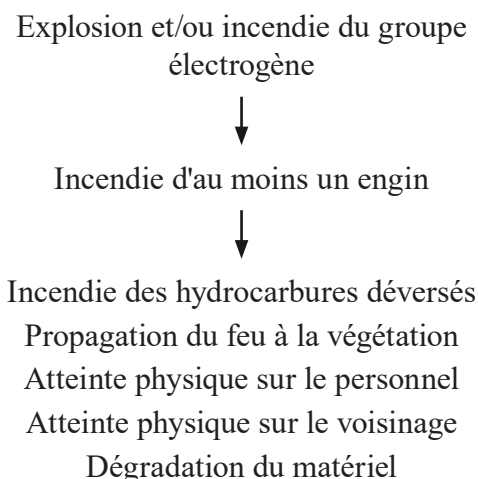 Explosion et/ou incendie du groupe
électrogène
Incendie d'au moins un engin
Incendie des hydrocarbures déversés
Propagation du feu à la végétation
Atteinte physique sur le personnel
Atteinte physique sur le voisinage
Dégradation du matériel